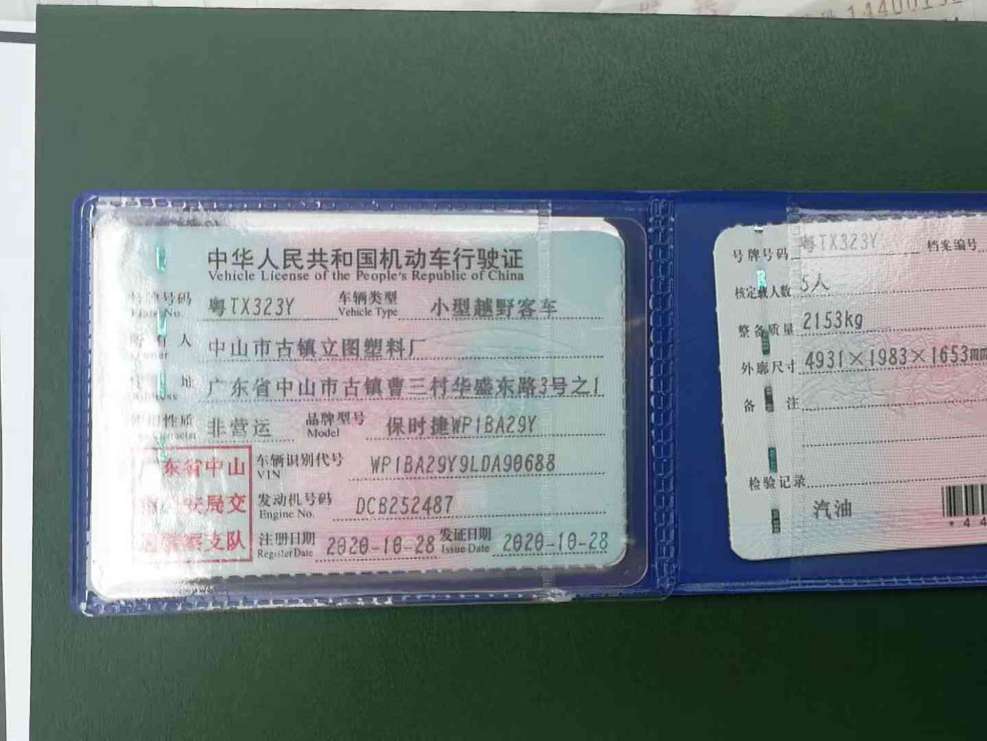 144001
中华人民共和国机动车行驶证
Vehicle License of the People's Republic of China
号牌号码 粤TX323Y 车辆类型 小型越野客车
Plate No. Vehicle Type
所有人 中山市古镇立图塑料厂
Owner
住址 广东省中山市古镇曹三村华盛东路3号之1
Address
使用性质 非营运 品牌型号 保时捷WP1BA29Y
Character Model
广东省中山
市公安局交
通警察支队
车辆识别代号 WP1BA29Y9LDA90688
VIN
发动机号码 DCB252487
Engine No.
注册日期 2020-10-28 发证日期 2020-10-28
Register Date Issue Date
号牌号码 粤TX323Y 档案编号
核定载人数 5人
整备质量 2153kg
外廓尺寸 4931×1983×1653mm
备注
检验记录
汽油
*44